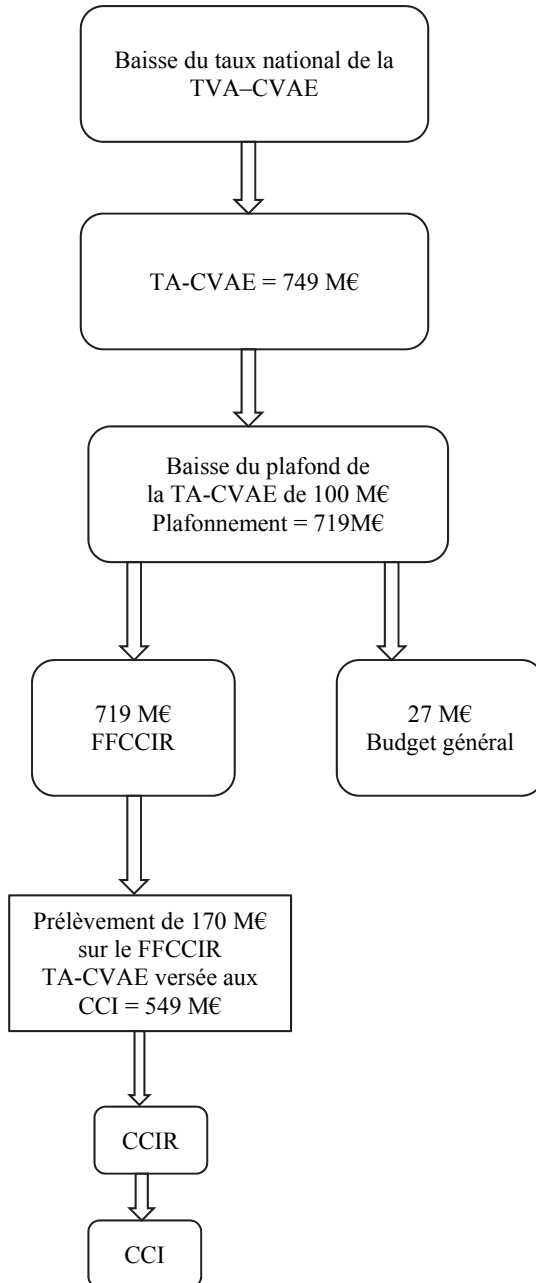 Baisse du taux national de la
TVA–CVAE
TA-CVAE = 749 M€
Baisse du plafond de
la TA-CVAE de 100 M€
Plafonnement = 719M€
719 M€
FFCCIR
27 M€
Budget général
Prélèvement de 170 M€
sur le FFCCIR
TA-CVAE versée aux
CCI = 549 M€
CCIR
CCI